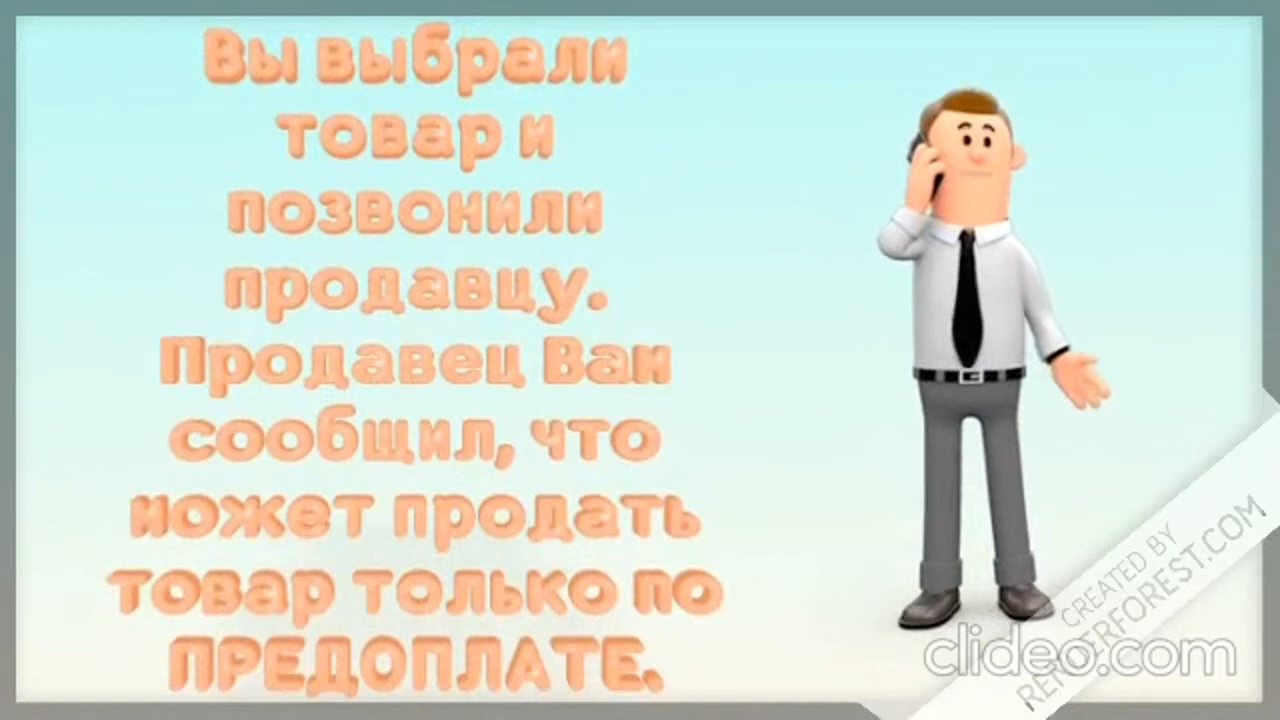 Вы выбрали
товар и
позвонили
продавцу.
Продавец Вам
сообщил, что
может продать
товар только по
ПРЕДОПЛАТЕ.
CREATED BY
RENDERFOREST.COM
clideo.com